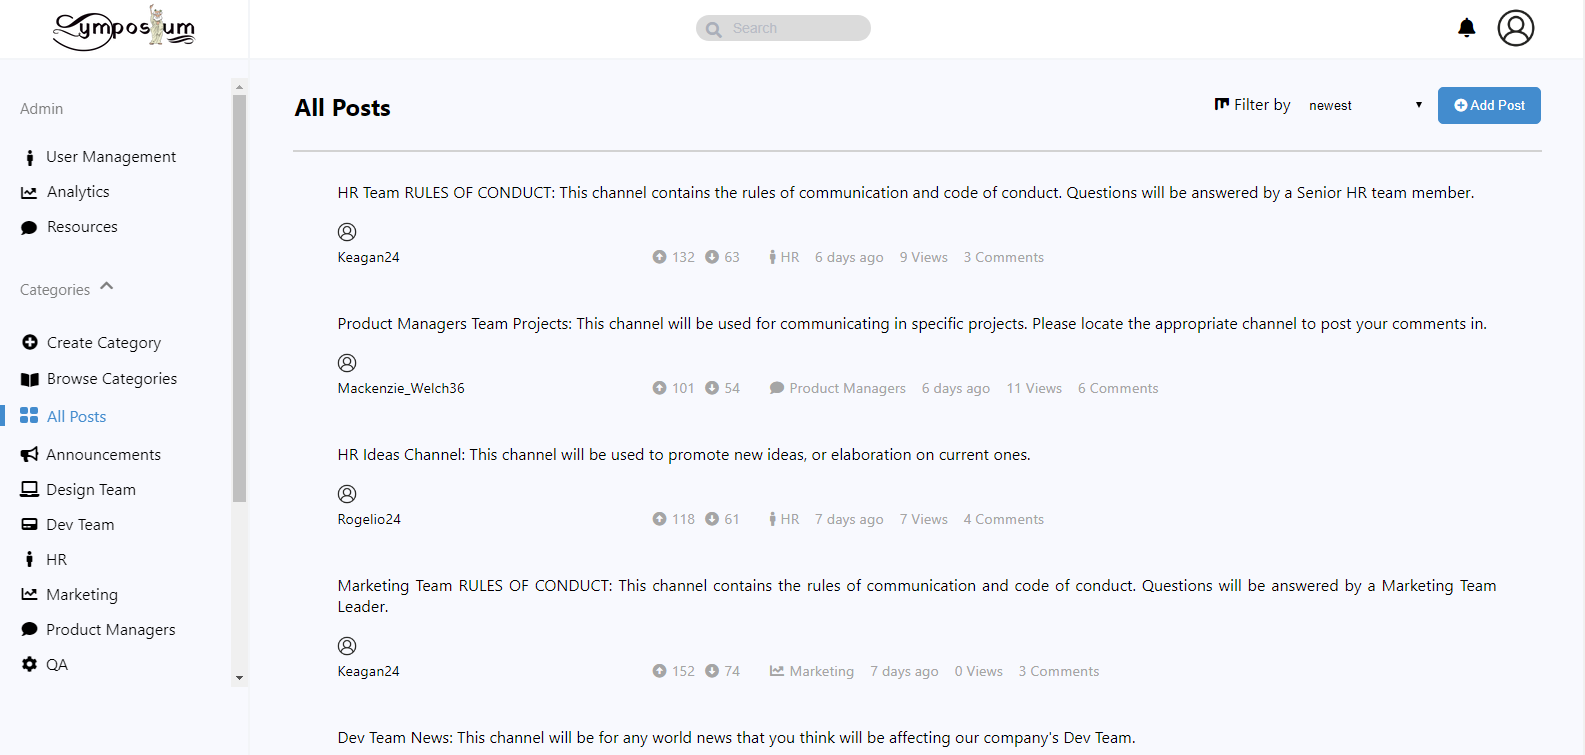 Symposium
Search
Admin
User Management
Analytics
Resources
Categories
Create Category
Browse Categories
All Posts
Announcements
Design Team
Dev Team
HR
Marketing
Product Managers
QA
All Posts
Filter by newest
Add Post
HR Team RULES OF CONDUCT: This channel contains the rules of communication and code of conduct. Questions will be answered by a Senior HR team member.
Keagan24 132 63 HR 6 days ago 9 Views 3 Comments
Product Managers Team Projects: This channel will be used for communicating in specific projects. Please locate the appropriate channel to post your comments in.
Mackenzie_Welch36 101 54 Product Managers 6 days ago 11 Views 6 Comments
HR Ideas Channel: This channel will be used to promote new ideas, or elaboration on current ones.
Rogelio24 118 61 HR 7 days ago 7 Views 4 Comments
Marketing Team RULES OF CONDUCT: This channel contains the rules of communication and code of conduct. Questions will be answered by a Marketing Team
Leader.
Keagan24 152 74 Marketing 7 days ago 0 Views 3 Comments
Dev Team News: This channel will be for any world news that you think will be affecting our company's Dev Team.